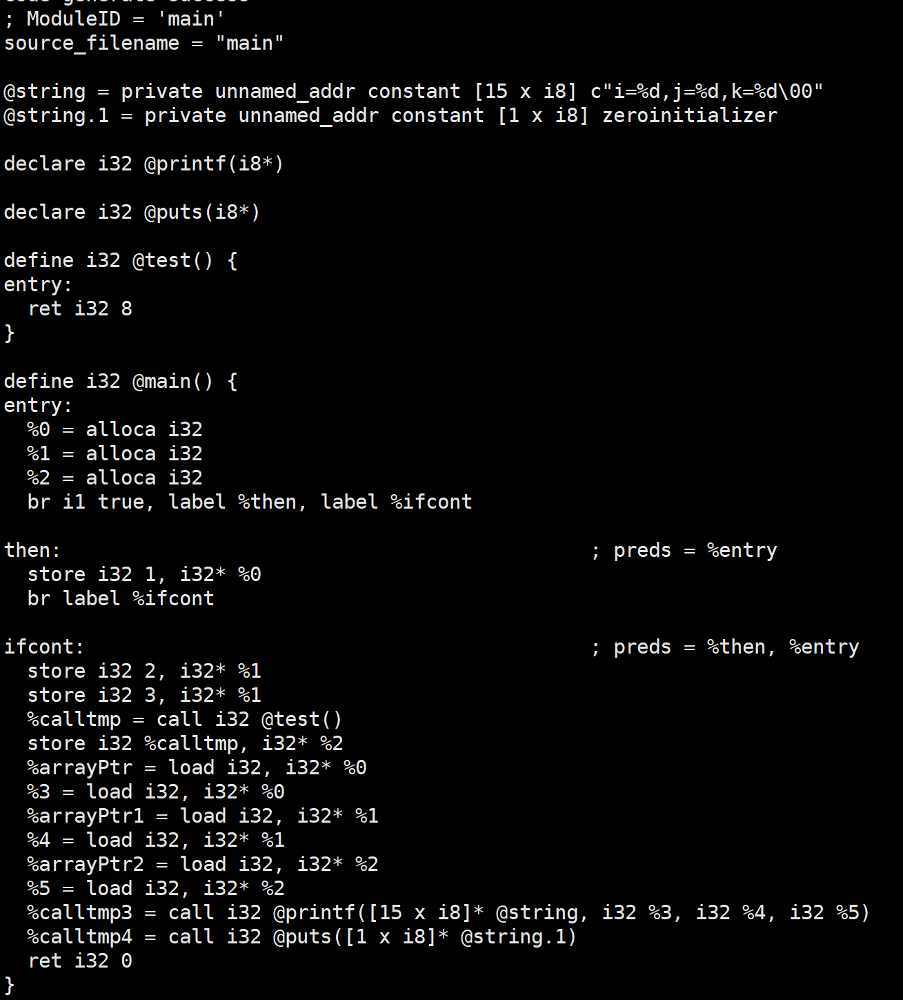 code generate success
; ModuleID = 'main'
source_filename = "main"
@string = private unnamed_addr constant [15 x i8] c"i=%d,j=%d,k=%d\00"
@string.1 = private unnamed_addr constant [1 x i8] zeroinitializer
declare i32 @printf(i8*)
declare i32 @puts(i8*)
define i32 @test() {
entry:
  ret i32 8
}
define i32 @main() {
entry:
  %0 = alloca i32
  %1 = alloca i32
  %2 = alloca i32
  br i1 true, label %then, label %ifcont
then:                                             ; preds = %entry
  store i32 1, i32* %0
  br label %ifcont
ifcont:                                           ; preds = %then, %entry
  store i32 2, i32* %1
  store i32 3, i32* %1
  %calltmp = call i32 @test()
  store i32 %calltmp, i32* %2
  %arrayPtr = load i32, i32* %0
  %3 = load i32, i32* %0
  %arrayPtr1 = load i32, i32* %1
  %4 = load i32, i32* %1
  %arrayPtr2 = load i32, i32* %2
  %5 = load i32, i32* %2
  %calltmp3 = call i32 @printf([15 x i8]* @string, i32 %3, i32 %4, i32 %5)
  %calltmp4 = call i32 @puts([1 x i8]* @string.1)
  ret i32 0
}